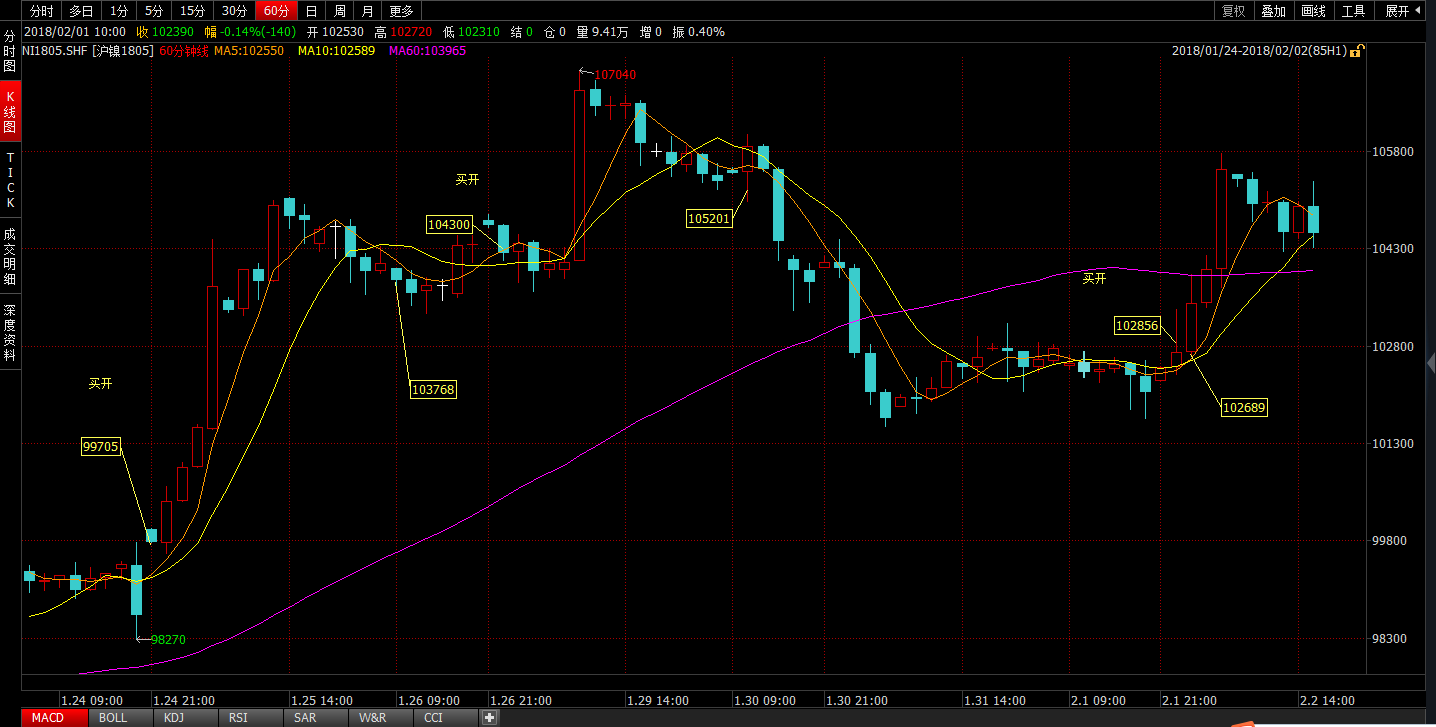 分时 多日 1分 5分 15分 30分 60分 日 周 月 更多 复权 叠加 画线 工具 展开
2018/02/01 10:00 收 102390 幅 -0.14%(-140) 开 102530 高 102720 低 102310 结 0 仓 0 量 9.41万 增 0 振 0.40%
NI1805.SHF [沪镍1805] 60分钟线 MA5:102550 MA10:102589 MA60:103965 2018/01/24-2018/02/02(85H1)
分时图
K线图
TICK
成交明细
深度资料
107040
105800
买开
104300
105201
104300
买开
102856
102800
买开
103768
102689
99705
101300
99800
98270
98300
1.24 09:00 1.24 21:00 1.25 14:00 1.26 09:00 1.26 21:00 1.29 14:00 1.30 09:00 1.30 21:00 1.31 14:00 2.1 09:00 2.1 21:00 2.2 14:00
MACD BOLL KDJ RSI SAR W&R CCI